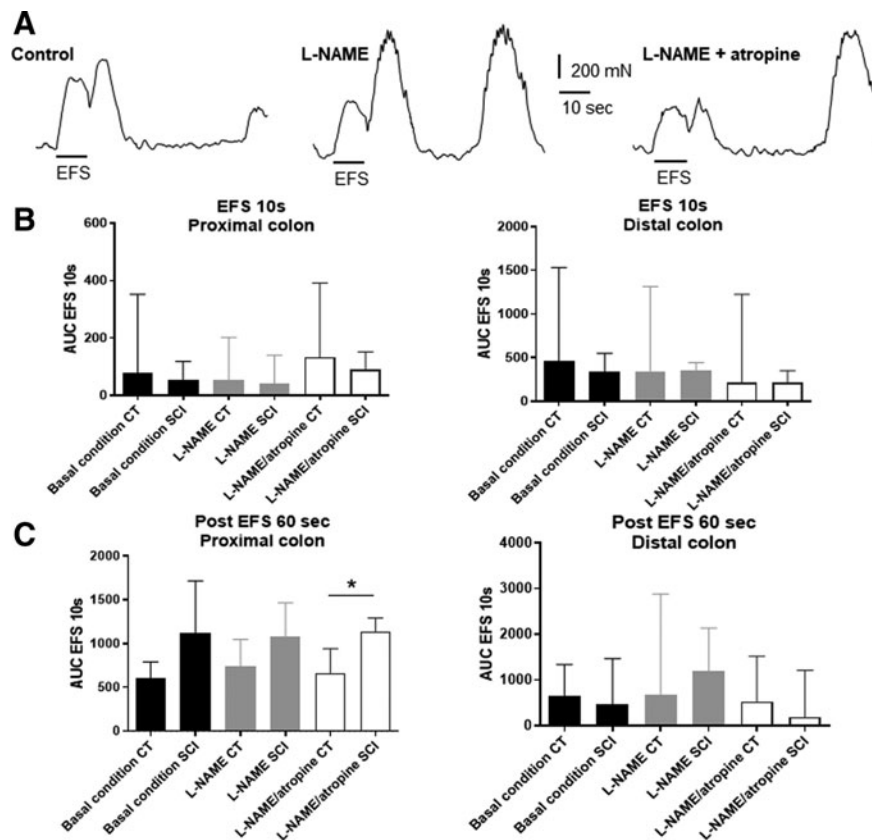 A
Control
L-NAME
L-NAME + atropine
200 mN
10 sec
EFS
EFS
EFS
B
EFS 10s
Proximal colon
AUC EFS 10s
600
400
200
0
Basal condition CT
Basal condition SCI
L-NAME CT
L-NAME SCI
L-NAME/atropine CT
L-NAME/atropine SCI
EFS 10s
Distal colon
AUC EFS 10s
2000
1500
1000
500
0
Basal condition CT
Basal condition SCI
L-NAME CT
L-NAME SCI
L-NAME/atropine CT
L-NAME/atropine SCI
C
Post EFS 60 sec
Proximal colon
AUC EFS 10s
2000
1500
1000
500
0
*
Basal condition CT
Basal condition SCI
L-NAME CT
L-NAME SCI
L-NAME/atropine CT
L-NAME/atropine SCI
Post EFS 60 sec
Distal colon
AUC EFS 10s
4000
3000
2000
1000
0
Basal condition CT
Basal condition SCI
L-NAME CT
L-NAME SCI
L-NAME/atropine CT
L-NAME/atropine SCI